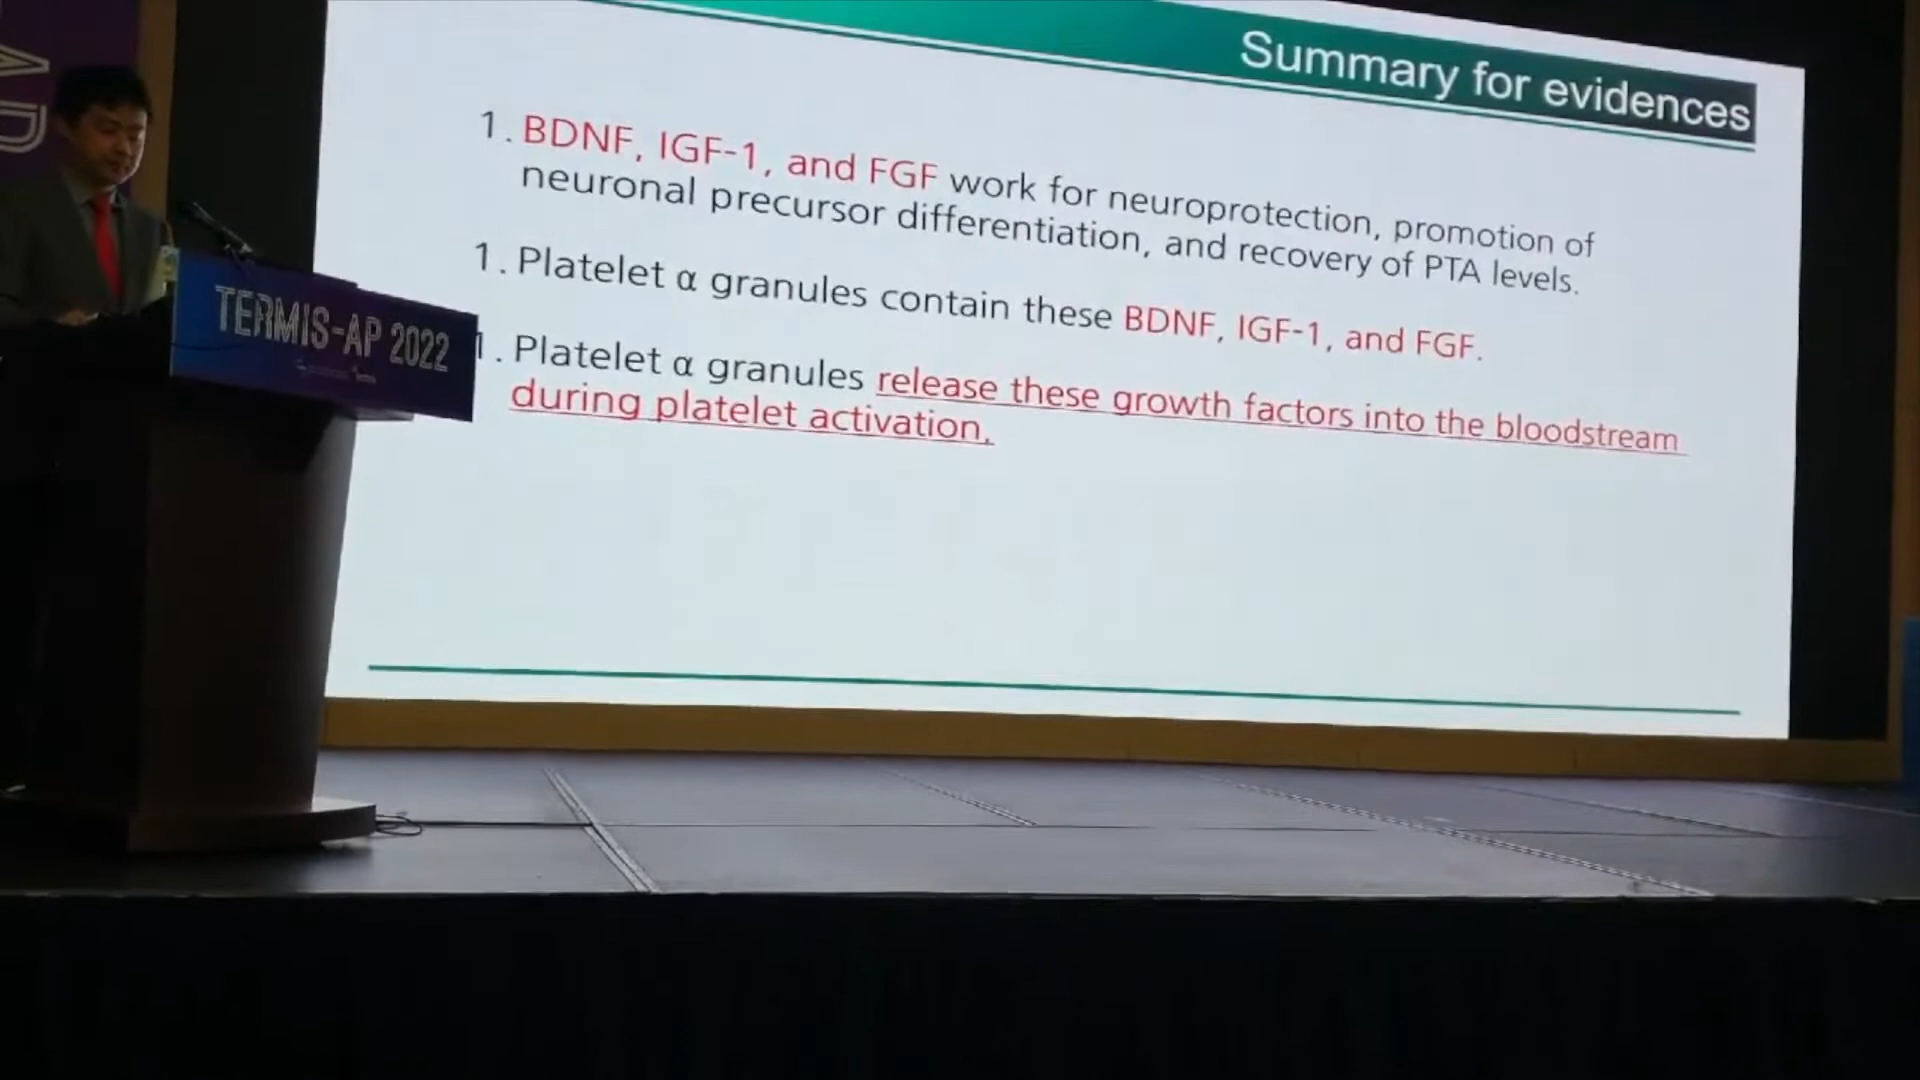 Summary for evidences
1. BDNF, IGF-1, and FGF work for neuroprotection, promotion of
neuronal precursor differentiation, and recovery of PTA levels.
1. Platelet α granules contain these BDNF, IGF-1, and FGF.
1. Platelet α granules release these growth factors into the bloodstream
during platelet activation.
TERMIS-AP 2022